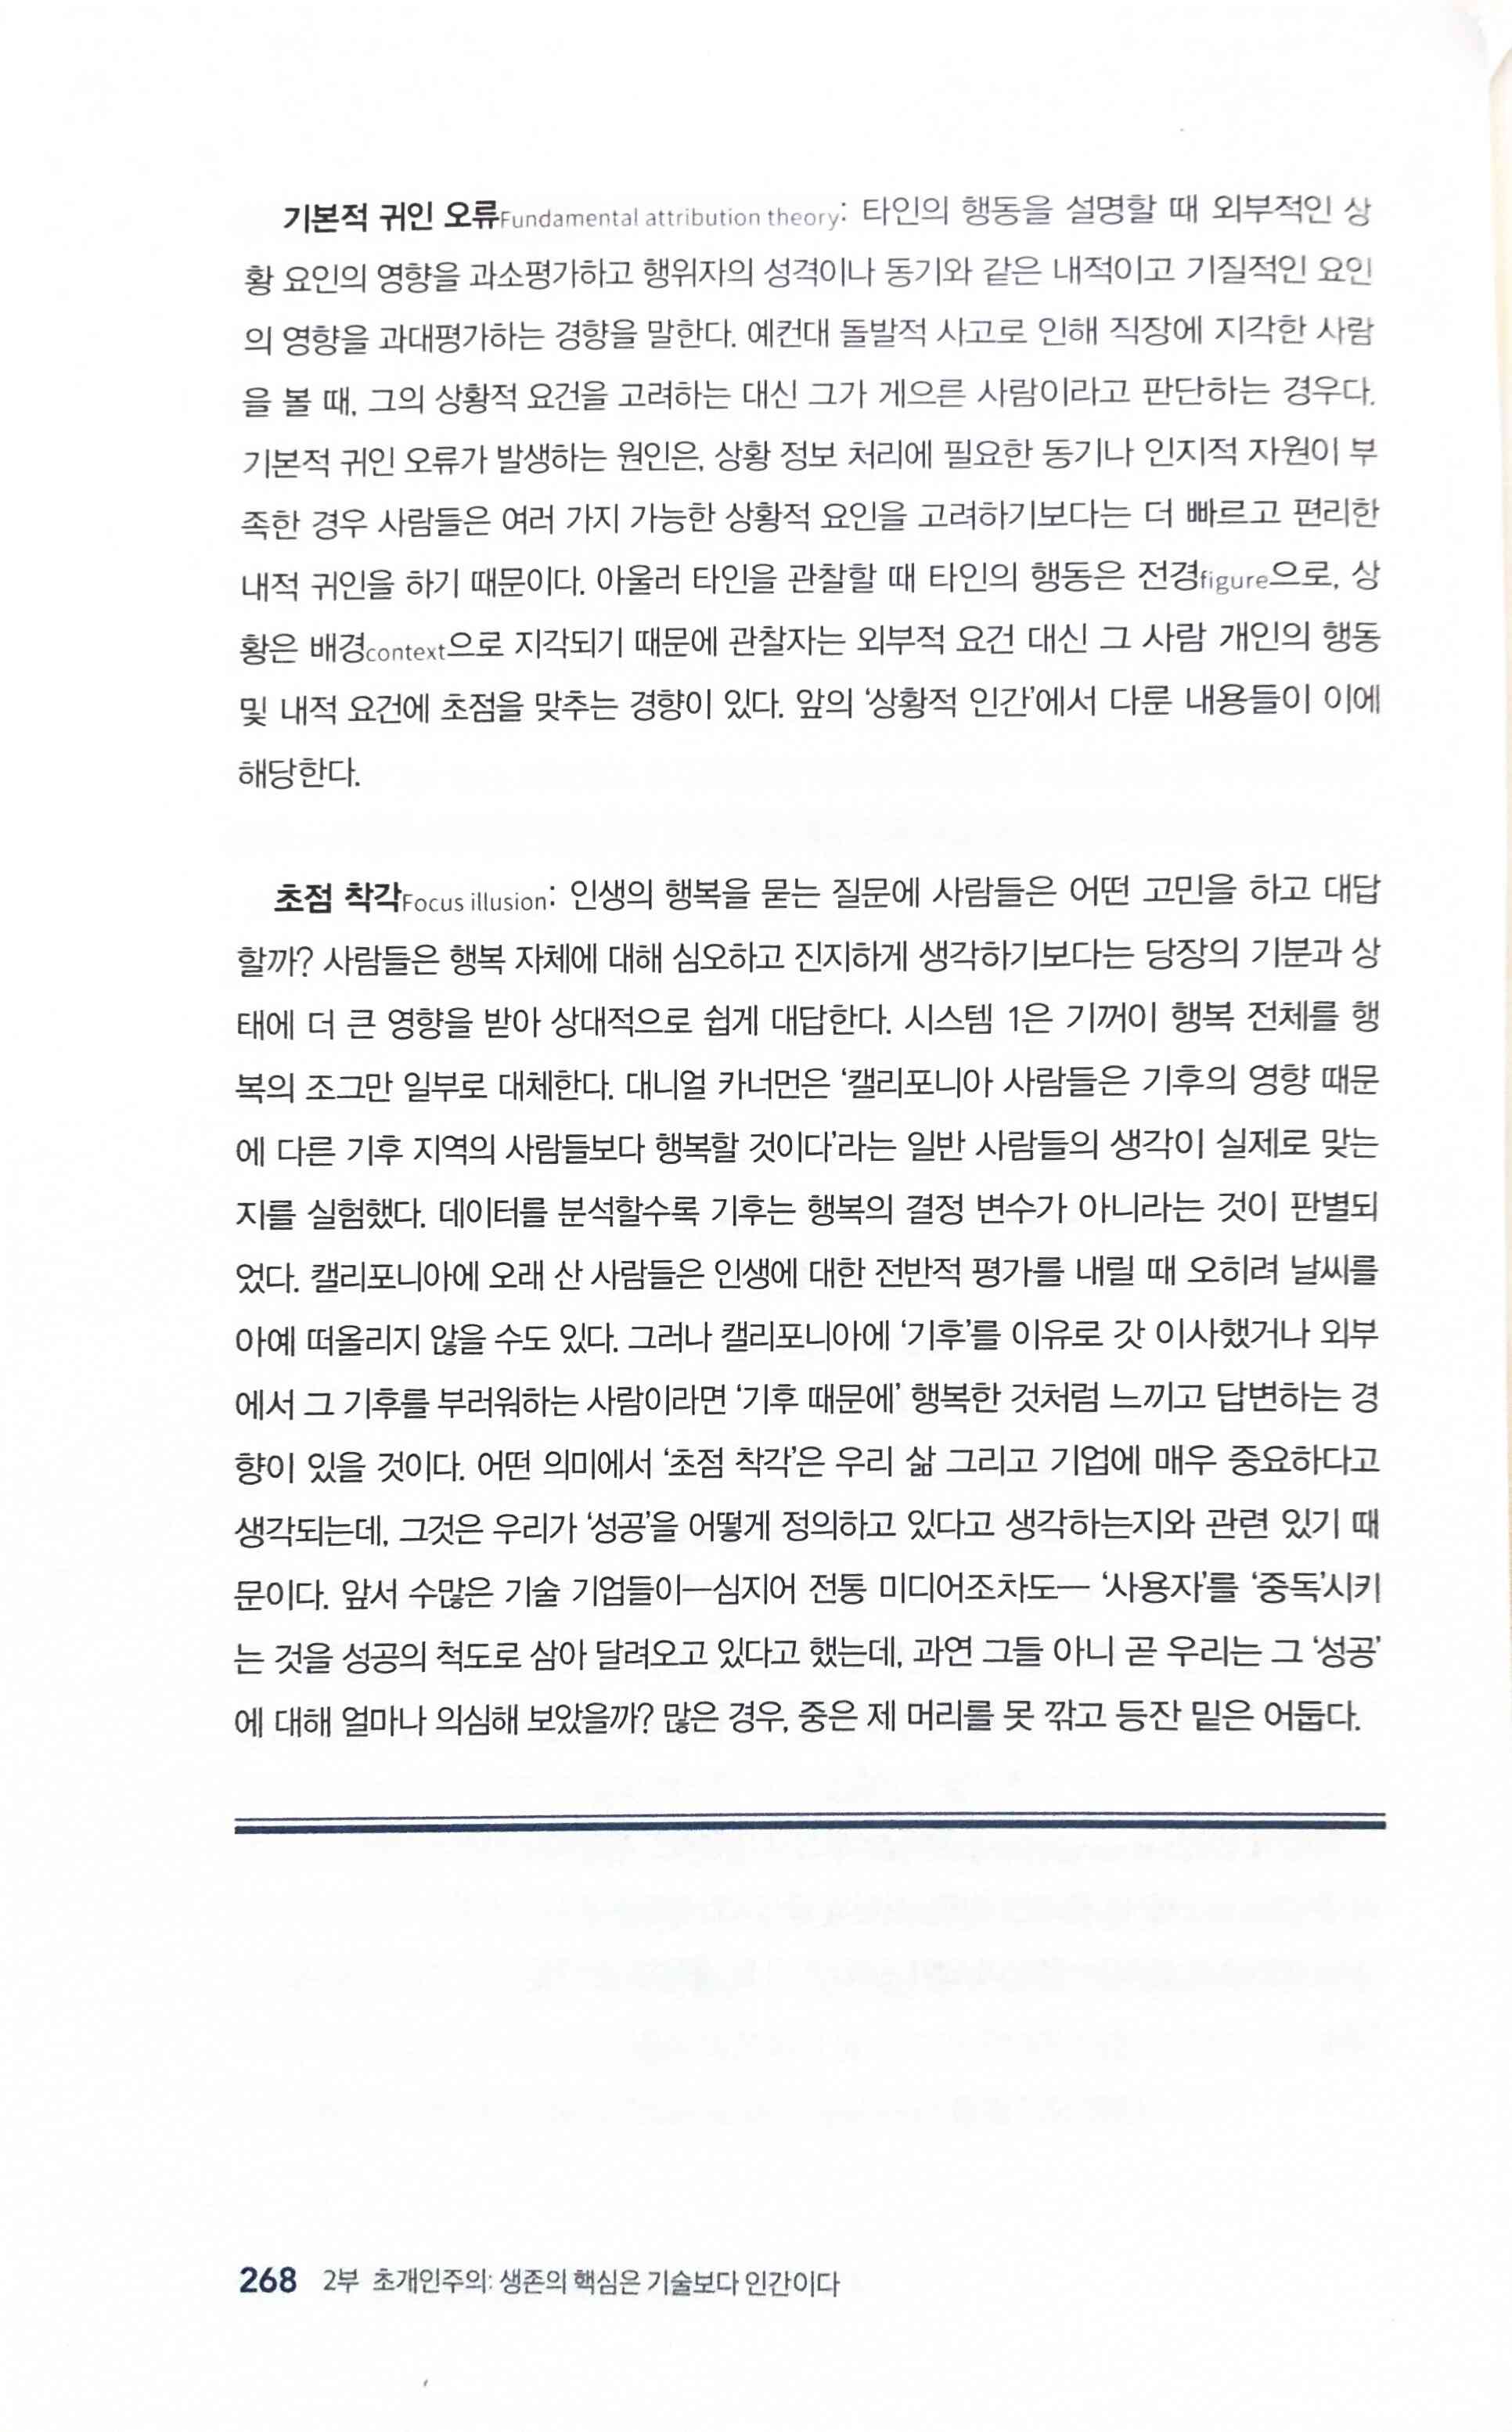 기본적 귀인 오류Fundamental attribution theory: 타인의 행동을 설명할 때 외부적인 상
황 요인의 영향을 과소평가하고 행위자의 성격이나 동기와 같은 내적이고 기질적인 요인
의 영향을 과대평가하는 경향을 말한다. 예컨대 돌발적 사고로 인해 직장에 지각한 사람
을 볼 때, 그의 상황적 요건을 고려하는 대신 그가 게으른 사람이라고 판단하는 경우다.
기본적 귀인 오류가 발생하는 원인은, 상황 정보 처리에 필요한 동기나 인지적 자원이 부
족한 경우 사람들은 여러 가지 가능한 상황적 요인을 고려하기보다는 더 빠르고 편리한
내적 귀인을 하기 때문이다. 아울러 타인을 관찰할 때 타인의 행동은 전경figure으로, 상
황은 배경context으로 지각되기 때문에 관찰자는 외부적 요건 대신 그 사람 개인의 행동
및 내적 요건에 초점을 맞추는 경향이 있다. 앞의 ‘상황적 인간’에서 다룬 내용들이 이에
해당한다.
초점 착각Focus illusion: 인생의 행복을 묻는 질문에 사람들은 어떤 고민을 하고 대답
할까? 사람들은 행복 자체에 대해 심오하고 진지하게 생각하기보다는 당장의 기분과 상
태에 더 큰 영향을 받아 상대적으로 쉽게 대답한다. 시스템 1은 기꺼이 행복 전체를 행
복의 조그만 일부로 대체한다. 대니얼 카너먼은 ‘캘리포니아 사람들은 기후의 영향 때문
에 다른 기후 지역의 사람들보다 행복할 것이다’라는 일반 사람들의 생각이 실제로 맞는
지를 실험했다. 데이터를 분석할수록 기후는 행복의 결정 변수가 아니라는 것이 판별되
었다. 캘리포니아에 오래 산 사람들은 인생에 대한 전반적 평가를 내릴 때 오히려 날씨를
아예 떠올리지 않을 수도 있다. 그러나 캘리포니아에 ‘기후’를 이유로 갓 이사했거나 외부
에서 그 기후를 부러워하는 사람이라면 ‘기후 때문에’ 행복한 것처럼 느끼고 답변하는 경
향이 있을 것이다. 어떤 의미에서 ‘초점 착각’은 우리 삶 그리고 기업에 매우 중요하다고
생각되는데, 그것은 우리가 ‘성공’을 어떻게 정의하고 있다고 생각하는지와 관련 있기 때
문이다. 앞서 수많은 기술 기업들이—심지어 전통 미디어조차도— ‘사용자’를 ‘중독’시키
는 것을 성공의 척도로 삼아 달려오고 있다고 했는데, 과연 그들 아니 곧 우리는 그 ‘성공’
에 대해 얼마나 의심해 보았을까? 많은 경우, 중은 제 머리를 못 깎고 등잔 밑은 어둡다.
268 2부 초개인주의: 생존의 핵심은 기술보다 인간이다